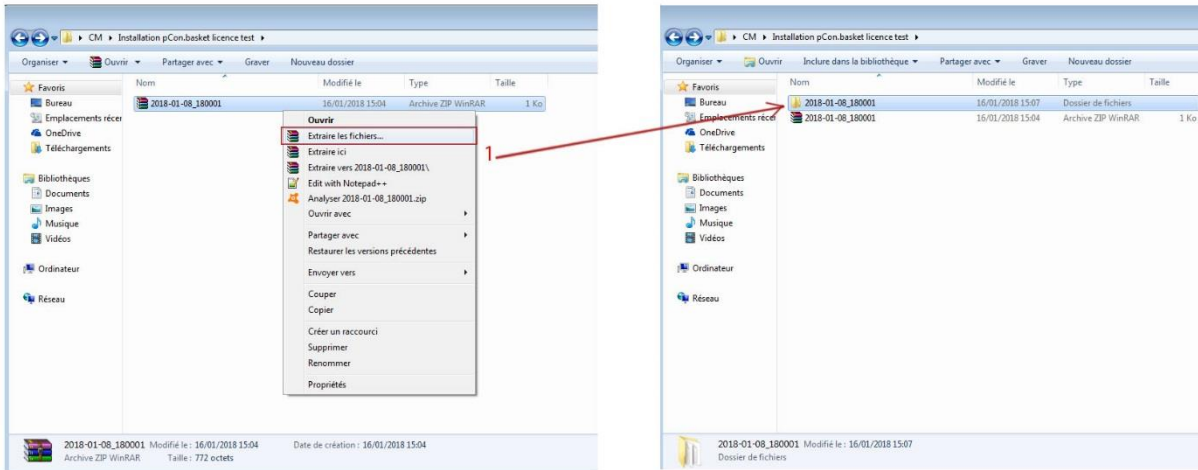 CM ▸ Installation pCon.basket licence test ▸
Organiser Ouvrir Partager avec Graver Nouveau dossier
Nom Modifié le Type Taille
Favoris
Bureau
Emplacements récer
OneDrive
Téléchargements
Bibliothèques
Documents
Images
Musique
Vidéos
Ordinateur
Réseau
2018-01-08_180001 16/01/2018 15:04 Archive ZIP WinRAR 1 Ko
Ouvrir
Extraire les fichiers...
Extraire ici
Extraire vers 2018-01-08_180001\
Edit with Notepad++
Analyser 2018-01-08_180001.zip
Ouvrir avec
Partager avec
Restaurer les versions précédentes
Envoyer vers
Couper
Copier
Créer un raccourci
Supprimer
Renommer
Propriétés
1
2018-01-08_180001 Modifié le : 16/01/2018 15:04 Date de création : 16/01/2018 15:04
Archive ZIP WinRAR Taille : 772 octets
CM ▸ Installation pCon.basket licence test ▸
Organiser Ouvrir Inclure dans la bibliothèque Partager avec Graver Nouveau dossier
Nom Modifié le Type Taille
Favoris
Bureau
Emplacements récer
OneDrive
Téléchargements
Bibliothèques
Documents
Images
Musique
Vidéos
Ordinateur
Réseau
2018-01-08_180001 16/01/2018 15:07 Dossier de fichiers
2018-01-08_180001 16/01/2018 15:04 Archive ZIP WinRAR 1 Ko
2018-01-08_180001 Modifié le : 16/01/2018 15:07
Dossier de fichiers